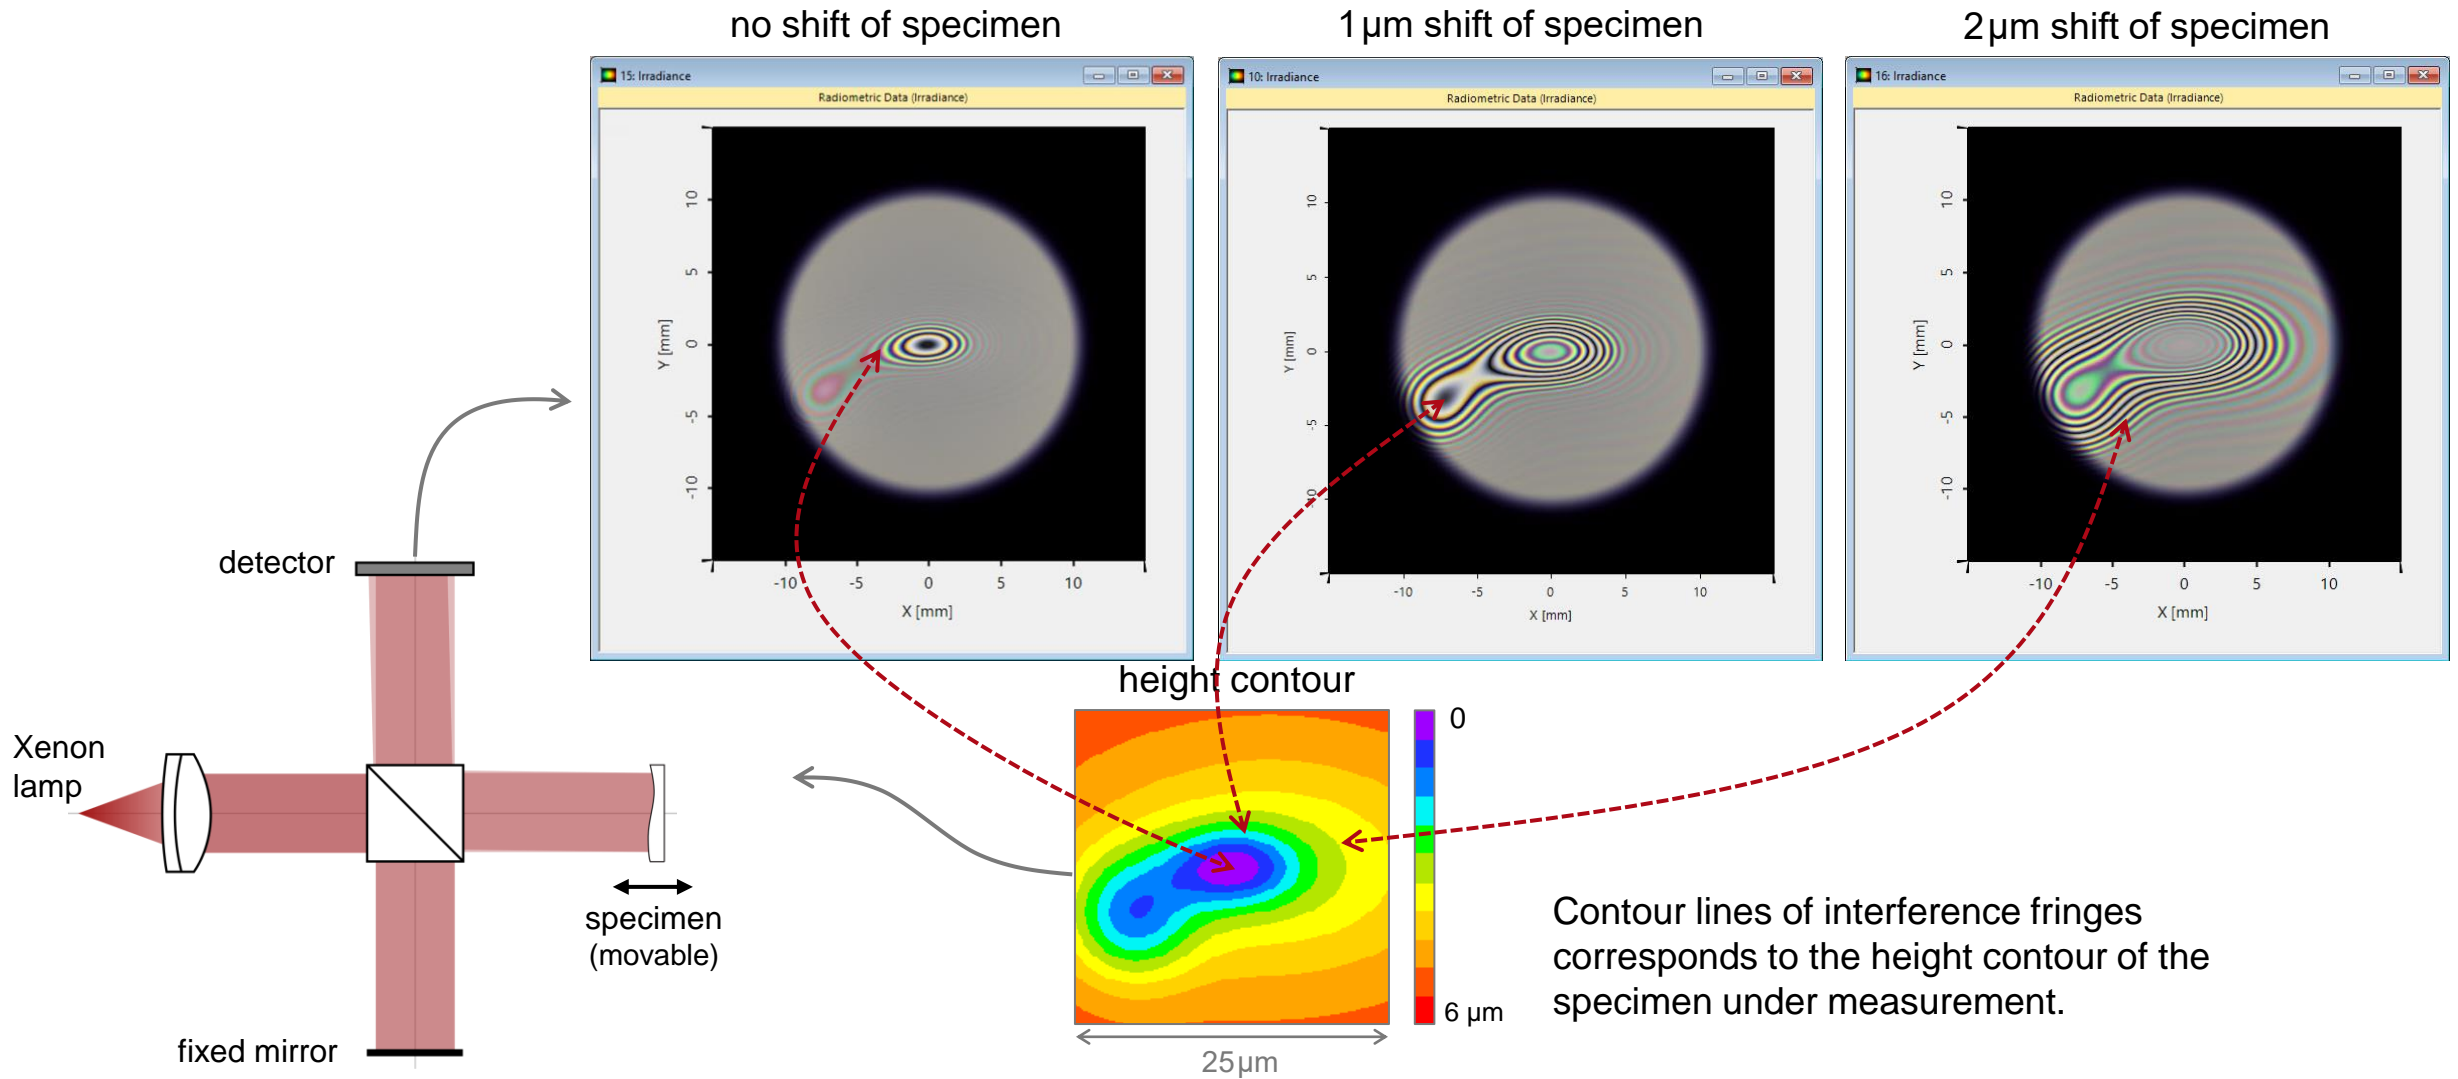 no shift of specimen
1µm shift of specimen
2µm shift of specimen
15: Irradiance
Radiometric Data (Irradiance)
10
5
0
-5
-10
Y [mm]
-10 -5 0 5 10
X [mm]
10: Irradiance
Radiometric Data (Irradiance)
10
5
0
-5
-10
Y [mm]
-10 -5 0 5 10
X [mm]
16: Irradiance
Radiometric Data (Irradiance)
10
5
0
-5
-10
Y [mm]
-10 -5 0 5 10
X [mm]
detector
Xenon
lamp
specimen
(movable)
fixed mirror
height contour
0
6 µm
25µm
Contour lines of interference fringes
corresponds to the height contour of the
specimen under measurement.